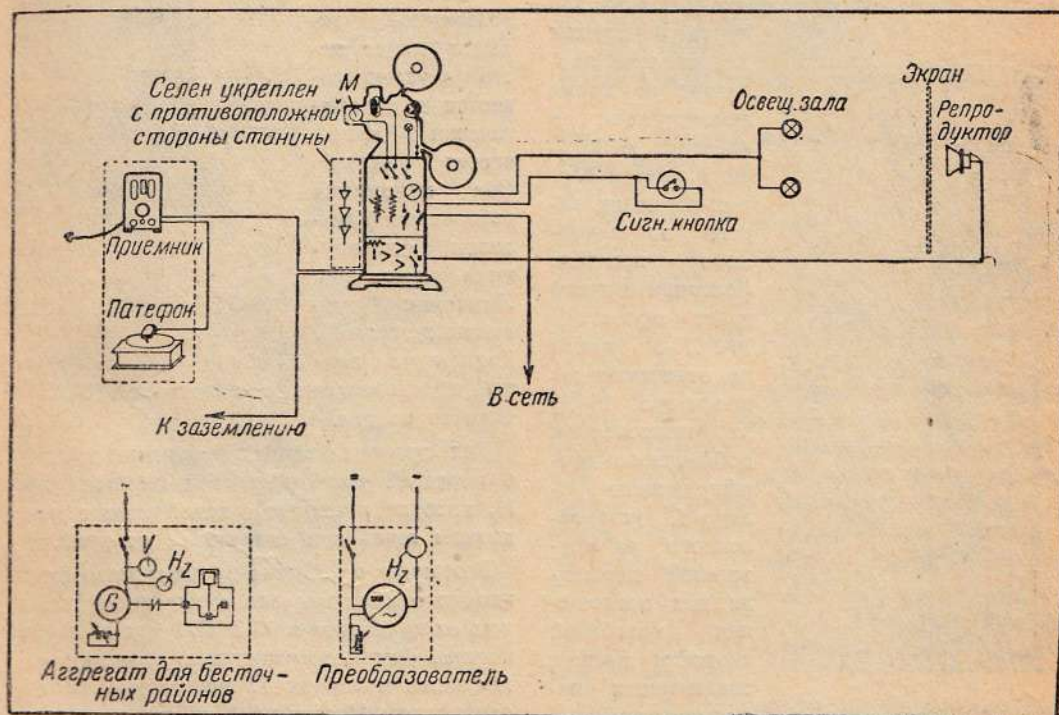 Селен укреплен
с противоположной
стороны станины
М
Экран
Освещ. зала
Репро-
дуктор
Приемник
Сигн. кнопка
Патефон
В сеть
К заземлению
V
Hz
G
Hz
Аггрегат для бесточ-
ных районов
Преобразователь